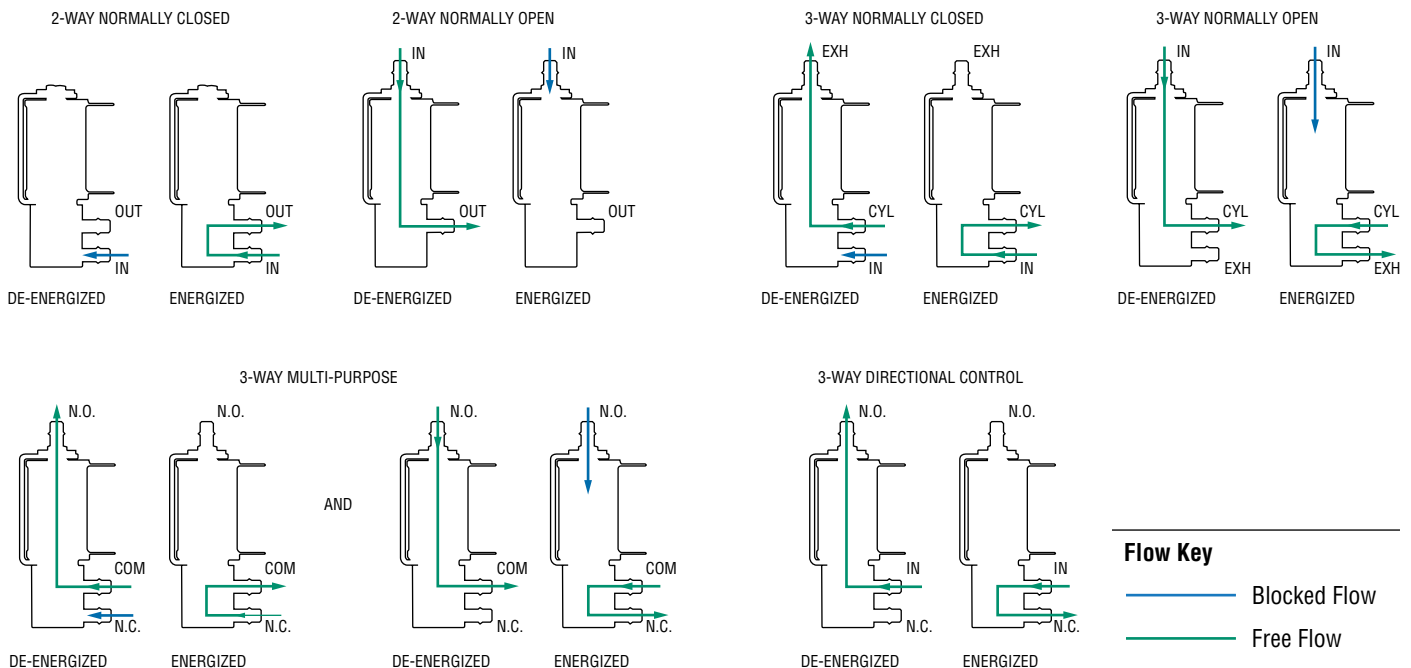 2-WAY NORMALLY CLOSED
OUT
IN
DE-ENERGIZED
OUT
IN
ENERGIZED
2-WAY NORMALLY OPEN
IN
OUT
DE-ENERGIZED
IN
OUT
ENERGIZED
3-WAY NORMALLY CLOSED
EXH
CYL
IN
DE-ENERGIZED
EXH
CYL
IN
ENERGIZED
3-WAY NORMALLY OPEN
IN
CYL
EXH
DE-ENERGIZED
IN
CYL
EXH
ENERGIZED
3-WAY MULTI-PURPOSE
N.O.
COM
N.C.
DE-ENERGIZED
N.O.
COM
N.C.
ENERGIZED
AND
N.O.
COM
N.C.
DE-ENERGIZED
N.O.
COM
N.C.
ENERGIZED
3-WAY DIRECTIONAL CONTROL
N.O.
IN
N.C.
DE-ENERGIZED
N.O.
IN
N.C.
ENERGIZED
Flow Key
Blocked Flow
Free Flow